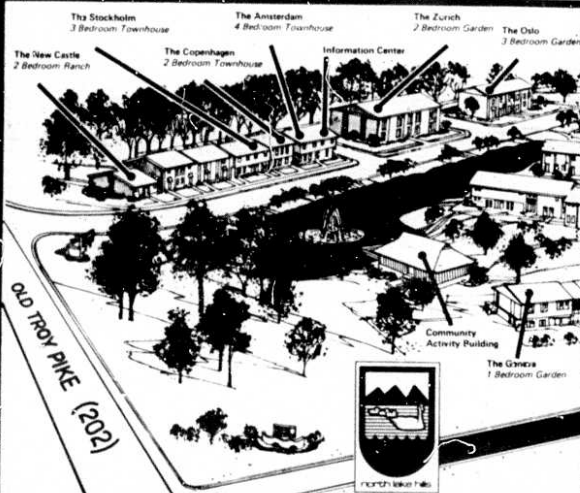 The Stockholm
3 Bedroom Townhouse
The Amsterdam
4 Bedroom Townhouse
The Zurich
2 Bedroom Garden
The Oslo
3 Bedroom Garden
The New Castle
2 Bedroom Ranch
The Copenhagen
2 Bedroom Townhouse
Information Center
OLD TROY PIKE (202)
Community
Activity Building
The Geneva
1 Bedroom Garden
north lake hills